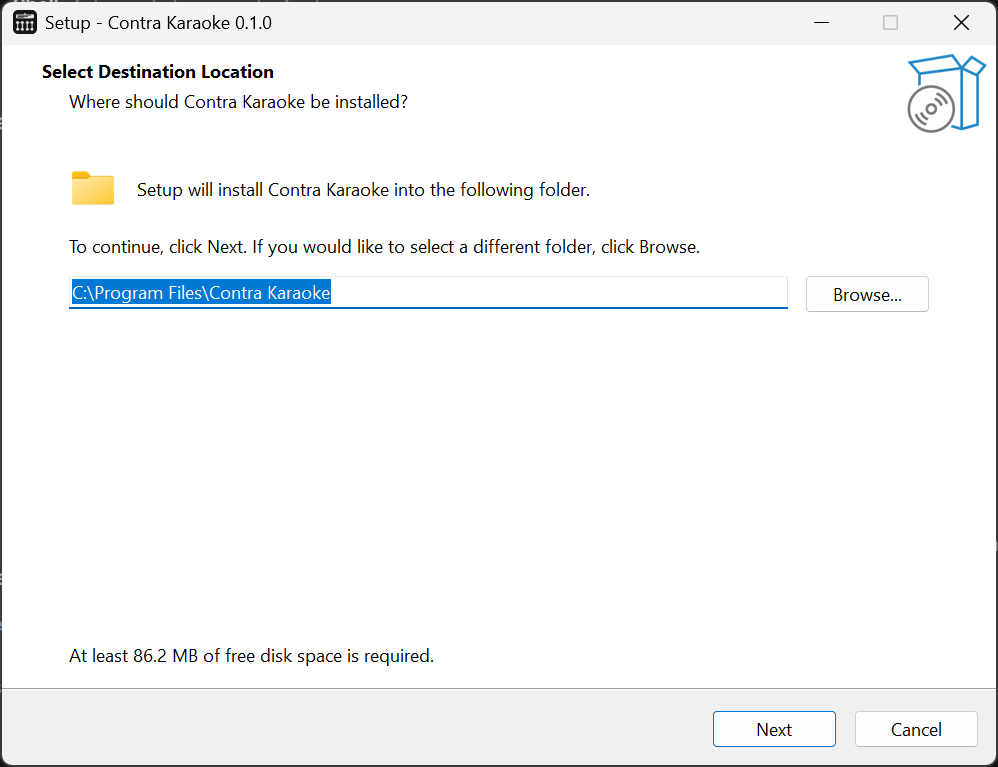 Setup - Contra Karaoke 0.1.0
Select Destination Location
Where should Contra Karaoke be installed?
Setup will install Contra Karaoke into the following folder.
To continue, click Next. If you would like to select a different folder, click Browse.
C:\Program Files\Contra Karaoke
Browse...
At least 86.2 MB of free disk space is required.
Next
Cancel